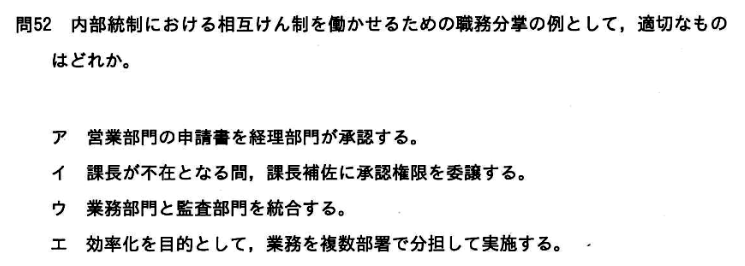 問52 内部統制における相互けん制を働かせるための職務分掌の例として，適切なもの
はどれか。
ア 営業部門の申請書を経理部門が承認する。
イ 課長が不在となる間，課長補佐に承認権限を委譲する。
ウ 業務部門と監査部門を統合する。
エ 効率化を目的として，業務を複数部署で分担して実施する。